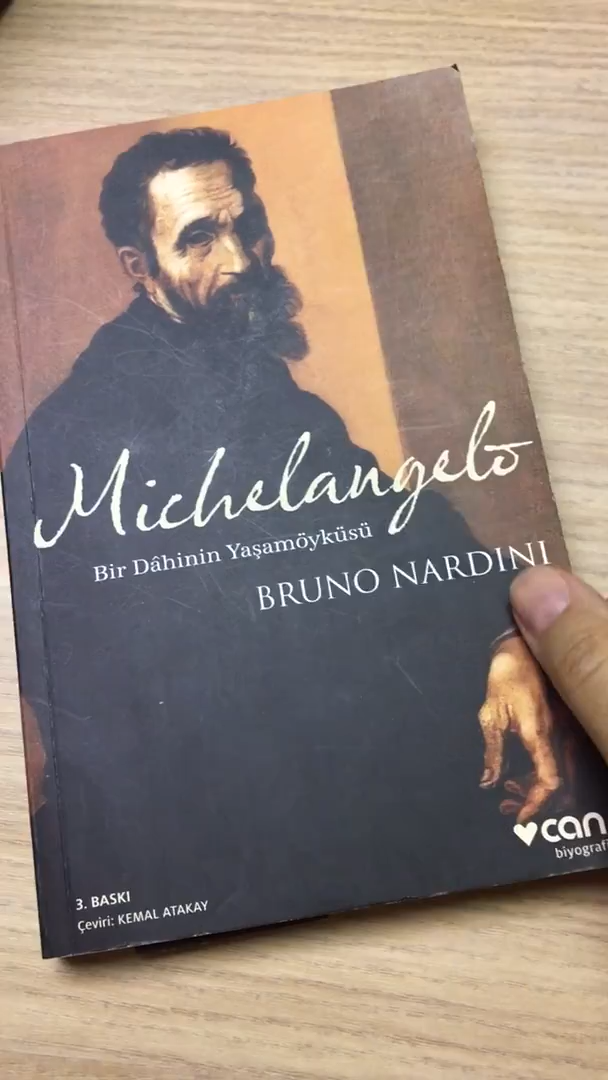 Michelangelo
Bir Dâhinin Yaşamöyküsü
BRUNO NARDINI
can
biyografi
3. BASKI
Çeviri: KEMAL ATAKAY